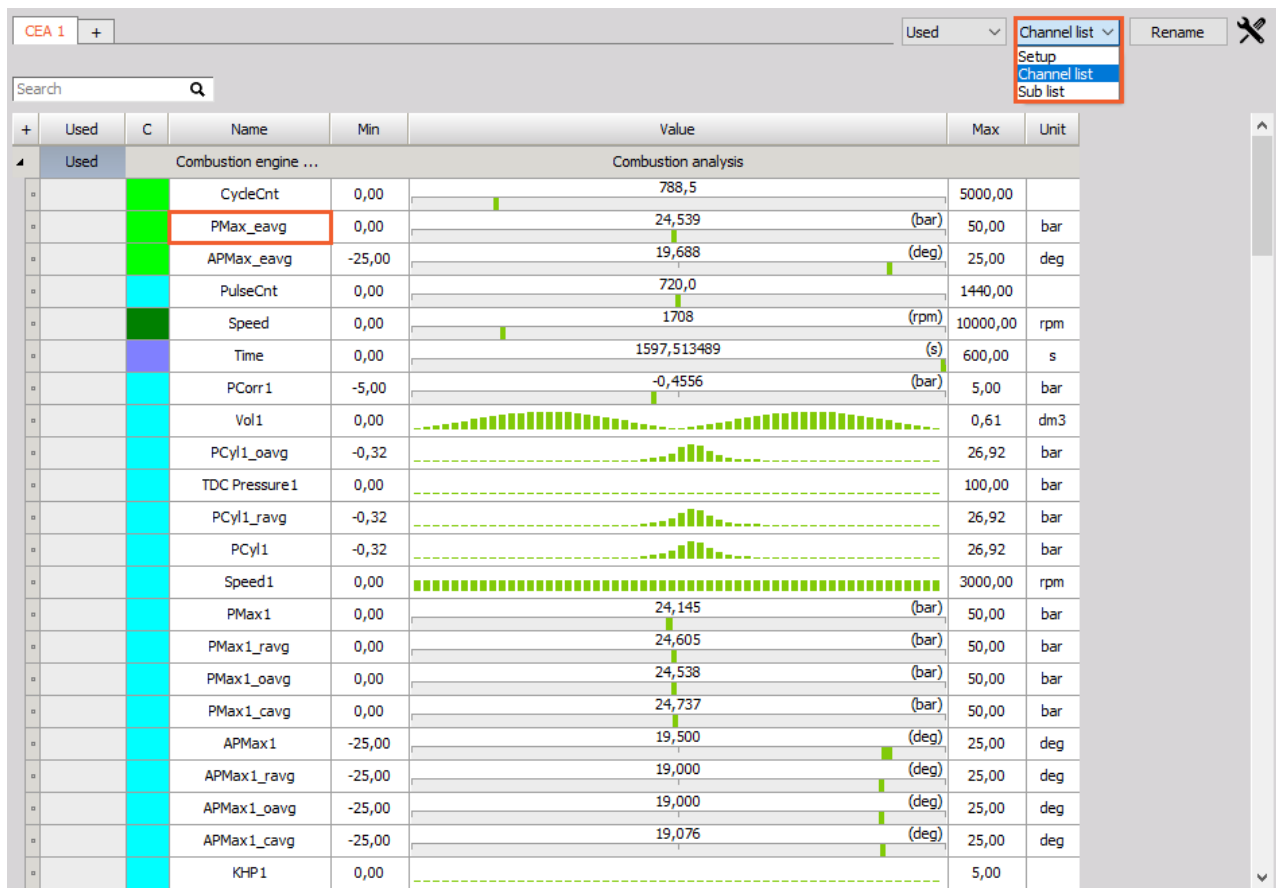 CEA 1 + Used Channel list Rename
Setup
Channel list
Sub list
Search
+ Used C Name Min Value Max Unit
Used Combustion engine ... Combustion analysis
CycleCnt 0,00 788,5 5000,00
PMax_eavg 0,00 24,539 (bar) 50,00 bar
APMax_eavg -25,00 19,688 (deg) 25,00 deg
PulseCnt 0,00 720,0 1440,00
Speed 0,00 1708 (rpm) 10000,00 rpm
Time 0,00 1597,513489 (s) 600,00 s
PCorr1 -5,00 -0,4556 (bar) 5,00 bar
Vol1 0,00 0,61 dm3
PCyl1_oavg -0,32 26,92 bar
TDC Pressure1 0,00 100,00 bar
PCyl1_ravg -0,32 26,92 bar
PCyl1 -0,32 26,92 bar
Speed1 0,00 3000,00 rpm
PMax1 0,00 24,145 (bar) 50,00 bar
PMax1_ravg 0,00 24,605 (bar) 50,00 bar
PMax1_oavg 0,00 24,538 (bar) 50,00 bar
PMax1_cavg 0,00 24,737 (bar) 50,00 bar
APMax1 -25,00 19,500 (deg) 25,00 deg
APMax1_ravg -25,00 19,000 (deg) 25,00 deg
APMax1_oavg -25,00 19,000 (deg) 25,00 deg
APMax1_cavg -25,00 19,076 (deg) 25,00 deg
KHP1 0,00 5,00